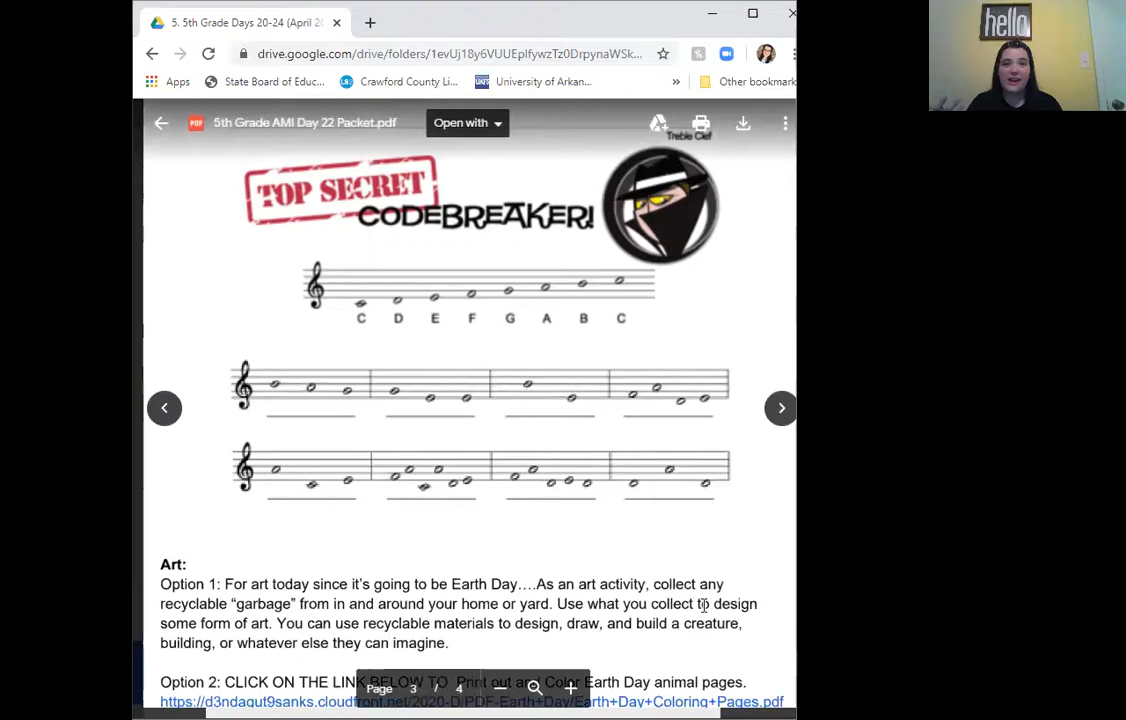 5. 5th Grade Days 20-24 (April 20
hello
drive.google.com/drive/folders/1evUj18y6VUUEplfywzTz0DrpynaWSk...
Apps State Board of Educ... Crawford County Li... UAFS University of Arkan... » Other bookmark
PDF 5th Grade AMI Day 22 Packet.pdf Open with
Treble Clef
TOP SECRET
CODEBREAKER!
C D E F G A B C
Art:
Option 1: For art today since it's going to be Earth Day....As an art activity, collect any
recyclable “garbage” from in and around your home or yard. Use what you collect to design
some form of art. You can use recyclable materials to design, draw, and build a creature,
building, or whatever else they can imagine.
Option 2: CLICK ON THE LINK BELOW TO Print out and Color Earth Day animal pages.
Page 3 / 4
https://d3ndaqut9sanks.cloudfront.net/2020-D.PDF-Earth+Day/Earth+Day+Coloring+Pages.pdf